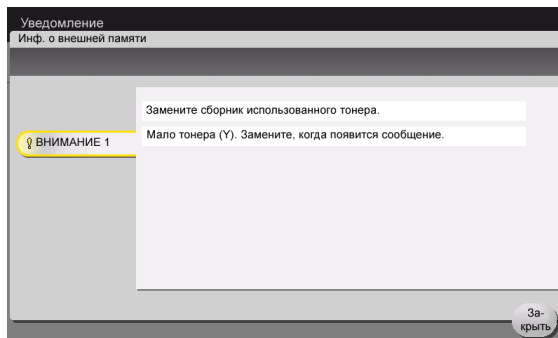 Уведомление
Инф. о внешней памяти
Замените сборник использованного тонера.
Мало тонера (Y). Замените, когда появится сообщение.
ВНИМАНИЕ 1
За-
крыть